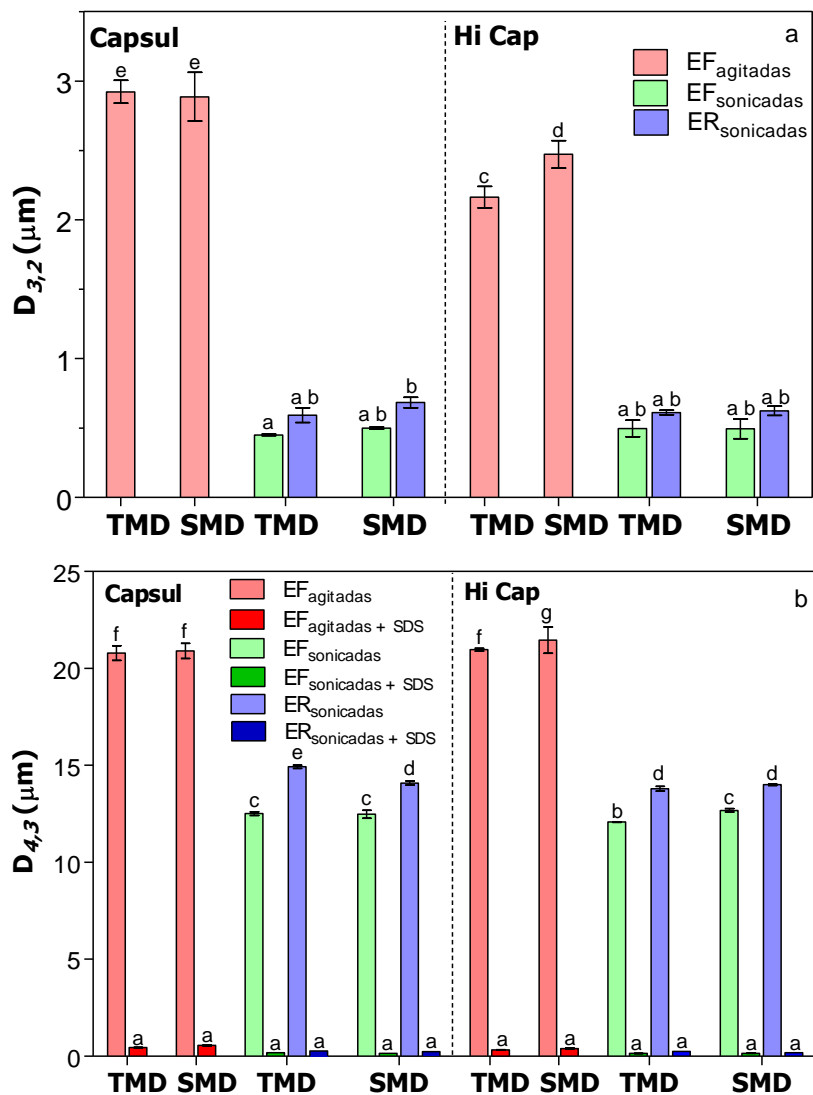 Capsul
Hi Cap
a
EFagitadas
EFsonicadas
ERsonicadas
D3,2 (μm)
3
2
1
0
e
e
a
a b
a b
b
c
d
a b
a b
a b
a b
TMD
SMD
TMD
SMD
TMD
SMD
TMD
SMD
Capsul
Hi Cap
b
EFagitadas
EFagitadas + SDS
EFsonicadas
EFsonicadas + SDS
ERsonicadas
ERsonicadas + SDS
D4,3 (μm)
25
20
15
10
5
0
f
f
c
e
c
d
f
g
b
d
c
d
a
a
a
a
a
a
a
a
a
a
a
a
TMD
SMD
TMD
SMD
TMD
SMD
TMD
SMD